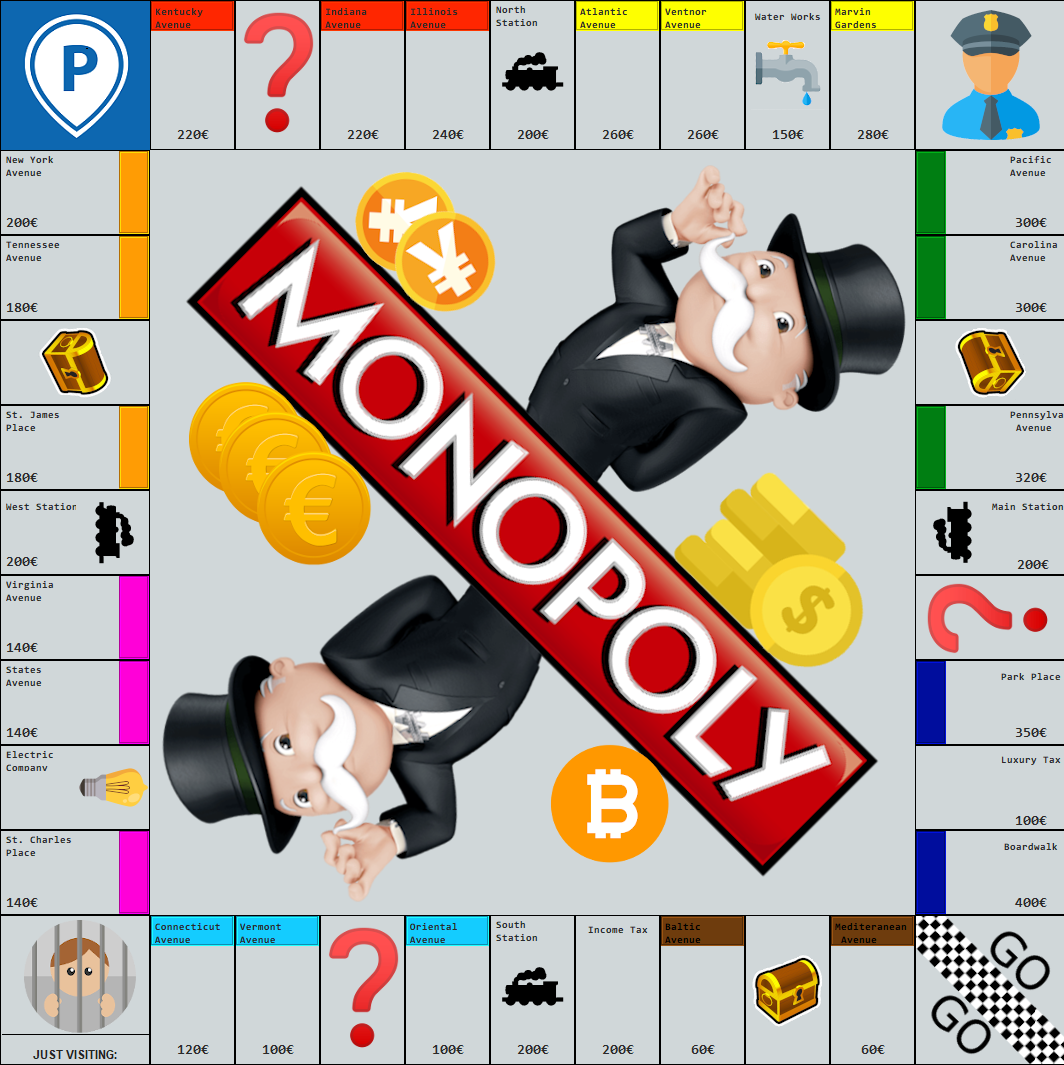 P
Kentucky
Avenue
220€
?
Indiana
Avenue
220€
Illinois
Avenue
240€
North
Station
200€
Atlantic
Avenue
260€
Ventnor
Avenue
260€
Water Works
150€
Marvin
Gardens
280€
New York
Avenue
200€
Tennessee
Avenue
180€
St. James
Place
180€
West Station
200€
Virginia
Avenue
140€
States
Avenue
140€
Electric
Company
St. Charles
Place
140€
¥
¥
€
€
€
MONOPOLY
$
B
Pacific
Avenue
300€
Carolina
Avenue
300€
Pennsylva
Avenue
320€
Main Station
200€
?
Park Place
350€
Luxury Tax
100€
Boardwalk
400€
JUST VISITING:
Connecticut
Avenue
120€
Vermont
Avenue
100€
?
Oriental
Avenue
100€
South
Station
200€
Income Tax
200€
Baltic
Avenue
60€
Mediteranean
Avenue
60€
GO
GO